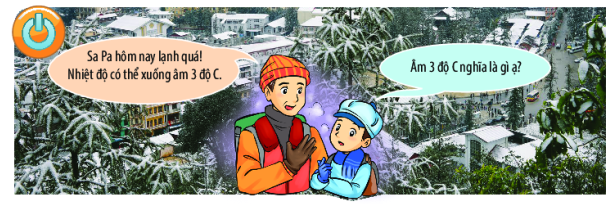 Sa Pa hôm nay lạnh quá!
Nhiệt độ có thể xuống âm 3 độ C.
Âm 3 độ C nghĩa là gì ạ?